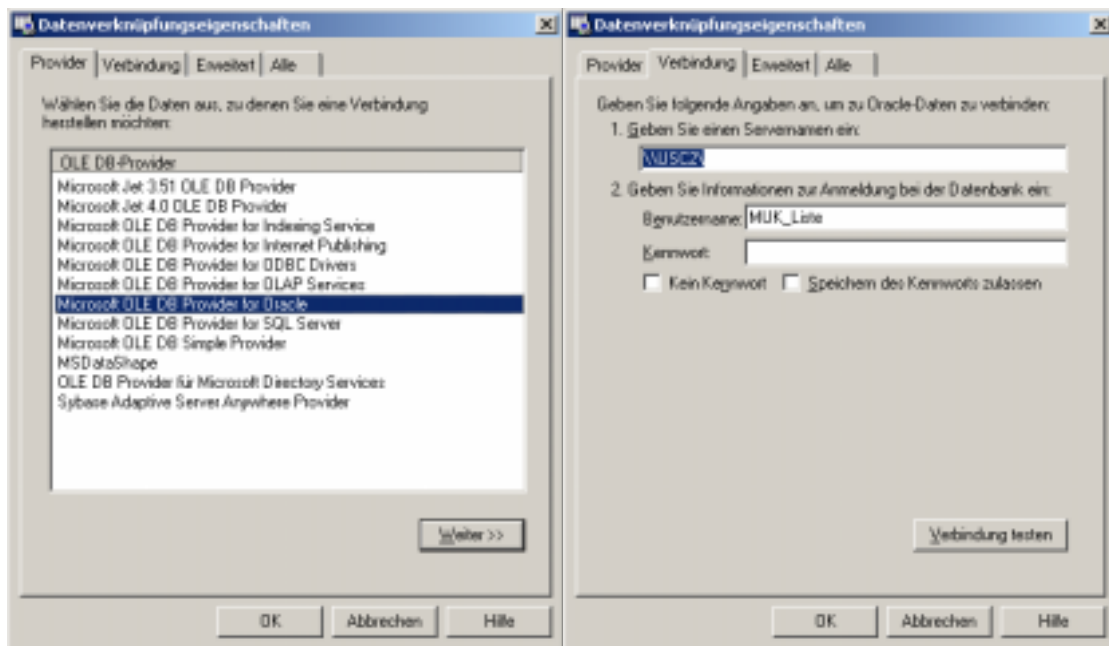 Datenverknüpfungseigenschaften
Provider Verbindung Erweitert Alle
Wählen Sie die Daten aus, zu denen Sie eine Verbindung
herstellen möchten:
OLE DB-Provider
Microsoft Jet 3.51 OLE DB Provider
Microsoft Jet 4.0 OLE DB Provider
Microsoft OLE DB Provider for Indexing Service
Microsoft OLE DB Provider for Internet Publishing
Microsoft OLE DB Provider for ODBC Drivers
Microsoft OLE DB Provider for OLAP Services
Microsoft OLE DB Provider for Oracle
Microsoft OLE DB Provider for SQL Server
Microsoft OLE DB Simple Provider
MSDataShape
OLE DB Provider für Microsoft Directory Services
Sybase Adaptive Server Anywhere Provider
Weiter >>
OK Abbrechen Hilfe
Datenverknüpfungseigenschaften
Provider Verbindung Erweitert Alle
Geben Sie folgende Angaben an, um zu Oracle-Daten zu verbinden:
1. Geben Sie einen Servernamen ein:
2. Geben Sie Informationen zur Anmeldung bei der Datenbank ein:
Benutzername: MUK_Liste
Kennwort:
Kein Kennwort Speichern des Kennworts zulassen
Verbindung testen
OK Abbrechen Hilfe